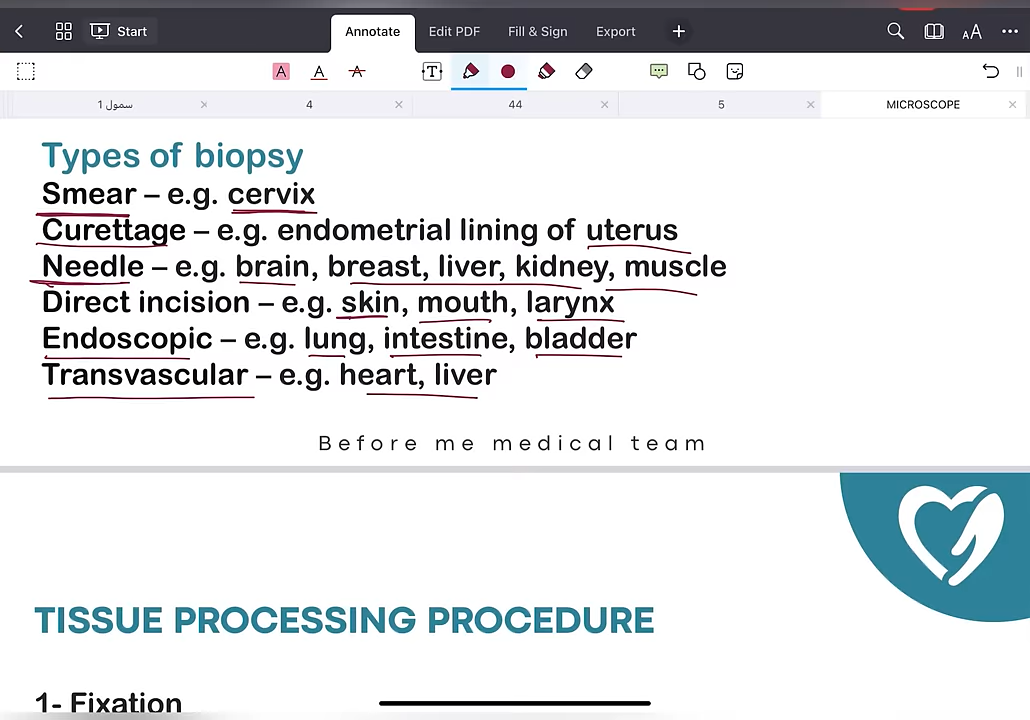 Start
Annotate
Edit PDF
Fill & Sign
Export
سمول 1
4
44
5
MICROSCOPE
Types of biopsy
Smear – e.g. cervix
Curettage – e.g. endometrial lining of uterus
Needle – e.g. brain, breast, liver, kidney, muscle
Direct incision – e.g. skin, mouth, larynx
Endoscopic – e.g. lung, intestine, bladder
Transvascular – e.g. heart, liver
Before me medical team
TISSUE PROCESSING PROCEDURE
1- Fixation